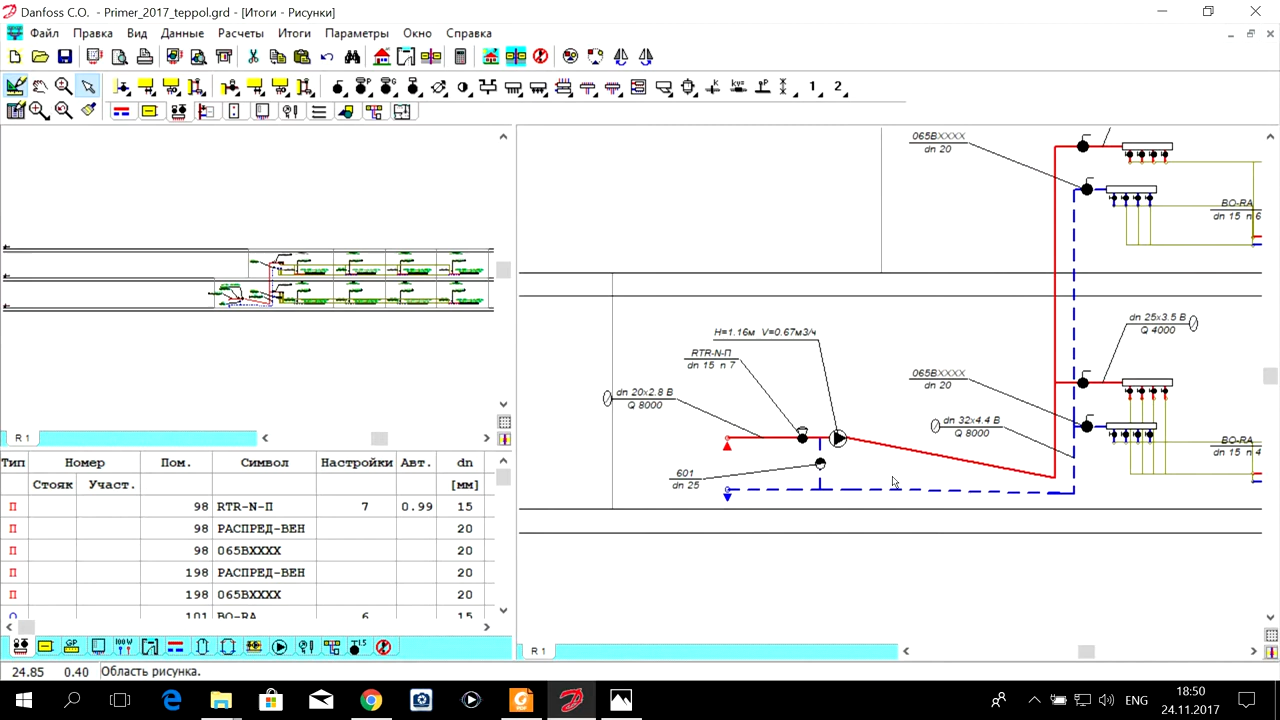 Danfoss C.O. - Primer_2017_teppol.grd - [Итоги - Рисунки]
Файл Правка Вид Данные Расчеты Итоги Параметры Окно Справка
065BXXXX
dn 20
BO-RA
dn 15 n 6
H=1.16м V=0.67м3/ч
RTR-N-П
dn 15 n 7
dn 25x3.5 B
Q 4000
065BXXXX
dn 20
dn 20x2.8 B
Q 8000
dn 32x4.4 B
Q 8000
BO-RA
dn 15 n 4
601
dn 25
R 1
Тип Номер Пом. Символ Настройки Авт. dn
Стояк Участ. [мм]
П 98 RTR-N-П 7 0.99 15
П 98 РАСПРЕД-ВЕН 20
П 98 065BXXXX 20
П 198 РАСПРЕД-ВЕН 20
П 198 065BXXXX 20
О 101 BO-RA 6 15
R 1
24.85 0.40 Область рисунка.
ENG
18:50
24.11.2017